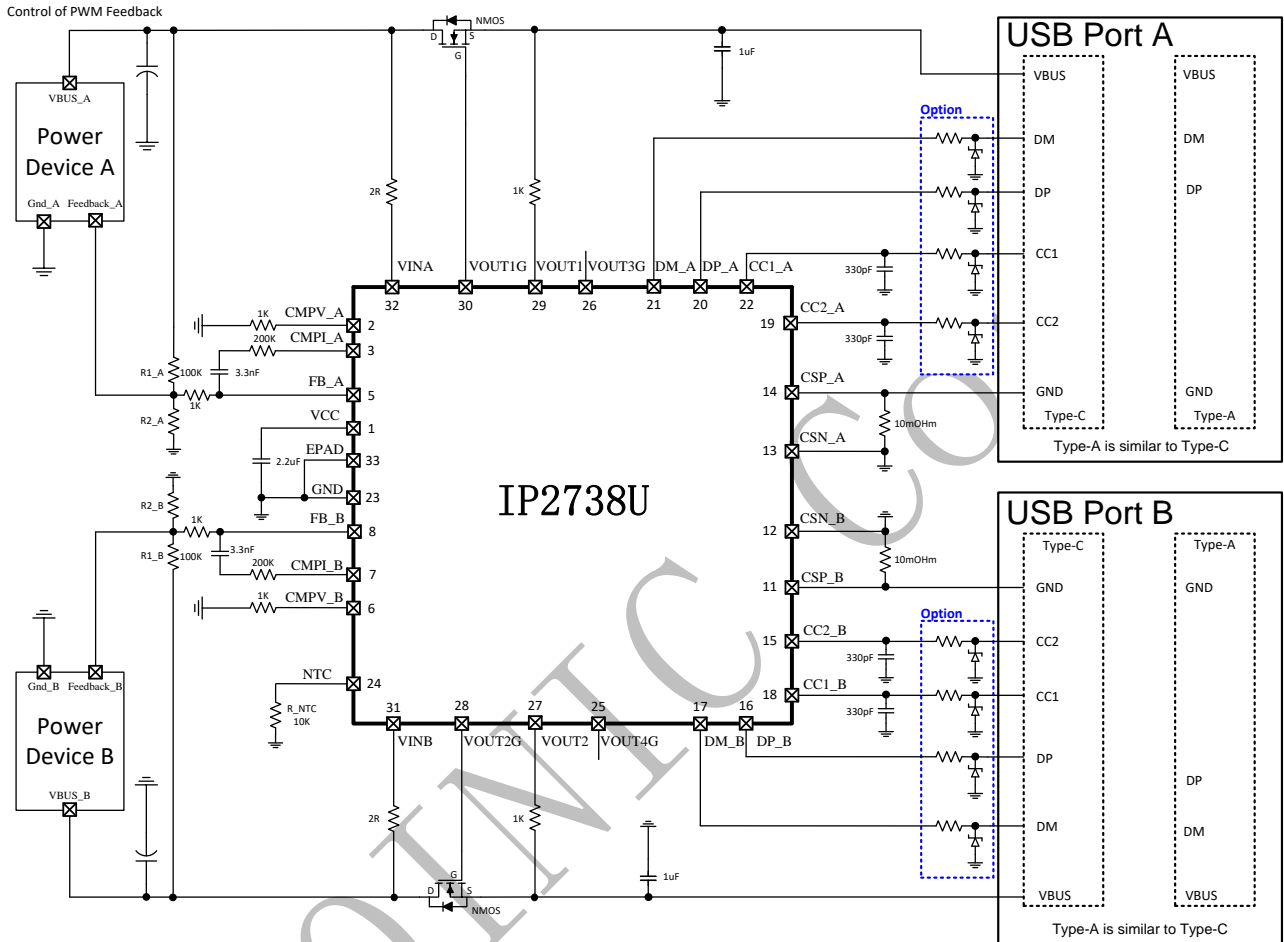 Control of PWM Feedback
NMOS
D
S
G
1uF
USB Port A
VBUS
VBUS
VBUS_A
Power
Device A
Gnd_A
Feedback_A
Option
DM
DM
DP
DP
2R
1K
CC1
330pF
CC2
330pF
VINA
VOUT1G
VOUT1
VOUT3G
DM_A
DP_A
CC1_A
32
30
29
26
21
20
22
CC2_A
19
1K
CMPV_A
2
200K
CMPI_A
3
3.3nF
R1_A
100K
1K
FB_A
5
R2_A
VCC
1
2.2uF
EPAD
33
GND
23
CSP_A
14
GND
GND
10mOHm
CSN_A
13
Type-C
Type-A
Type-A is similar to Type-C
IP2738U
R2_B
1K
FB_B
8
R1_B
100K
3.3nF
200K
CMPI_B
7
1K
CMPV_B
6
CSN_B
12
10mOHm
CSP_B
11
USB Port B
Type-C
Type-A
GND
GND
Option
CC2_B
15
330pF
CC2
CC1_B
18
330pF
CC1
NTC
24
R_NTC
10K
Gnd_B
Feedback_B
Power
Device B
VBUS_B
31
28
27
25
17
16
VINB
VOUT2G
VOUT2
VOUT4G
DM_B
DP_B
DP
DP
DM
DM
2R
1K
1uF
G
D
S
NMOS
VBUS
VBUS
Type-A is similar to Type-C
OINIC CO